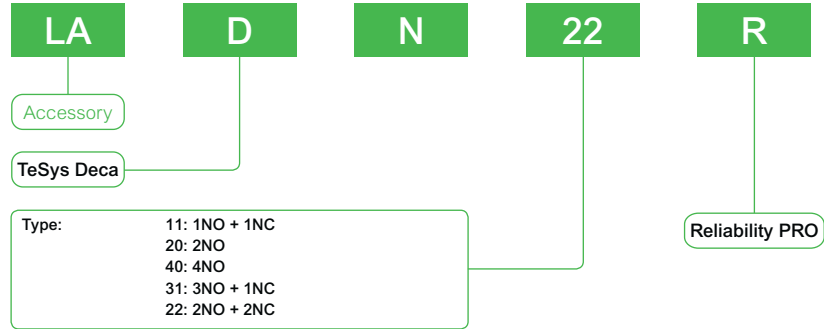 LA D N 22 R
Accessory
TeSys Deca
Type: 11: 1NO + 1NC
20: 2NO
40: 4NO
31: 3NO + 1NC
22: 2NO + 2NC
Reliability PRO